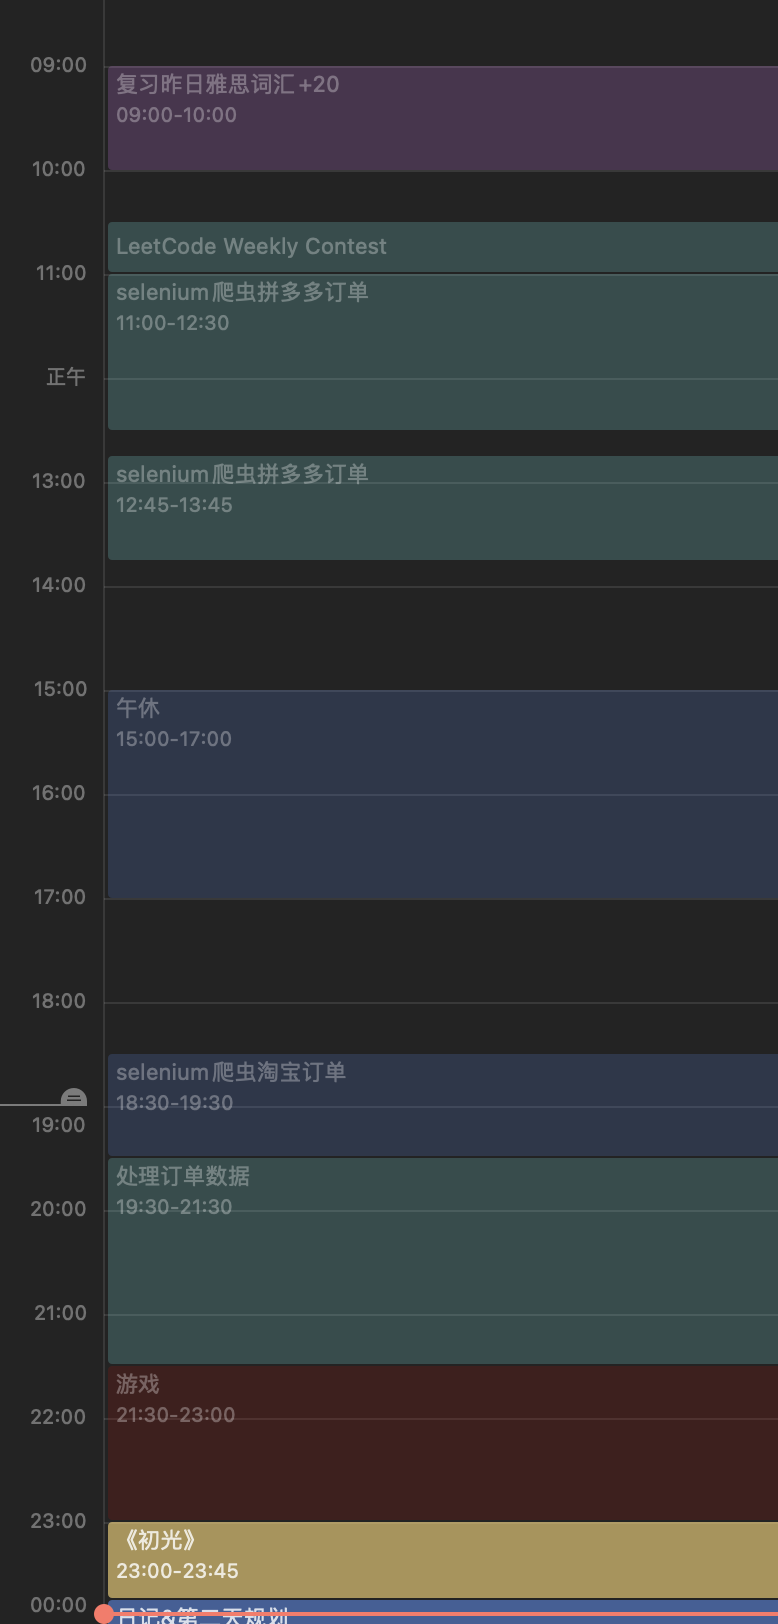 09:00
复习昨日雅思词汇+20
09:00-10:00
10:00
LeetCode Weekly Contest
11:00
selenium爬虫拼多多订单
11:00-12:30
正午
selenium爬虫拼多多订单
13:00
12:45-13:45
14:00
15:00
午休
15:00-17:00
16:00
17:00
18:00
selenium爬虫淘宝订单
18:30-19:30
19:00
处理订单数据
19:30-21:30
20:00
21:00
游戏
21:30-23:00
22:00
23:00
《初光》
23:00-23:45
00:00
日记&第二天规划